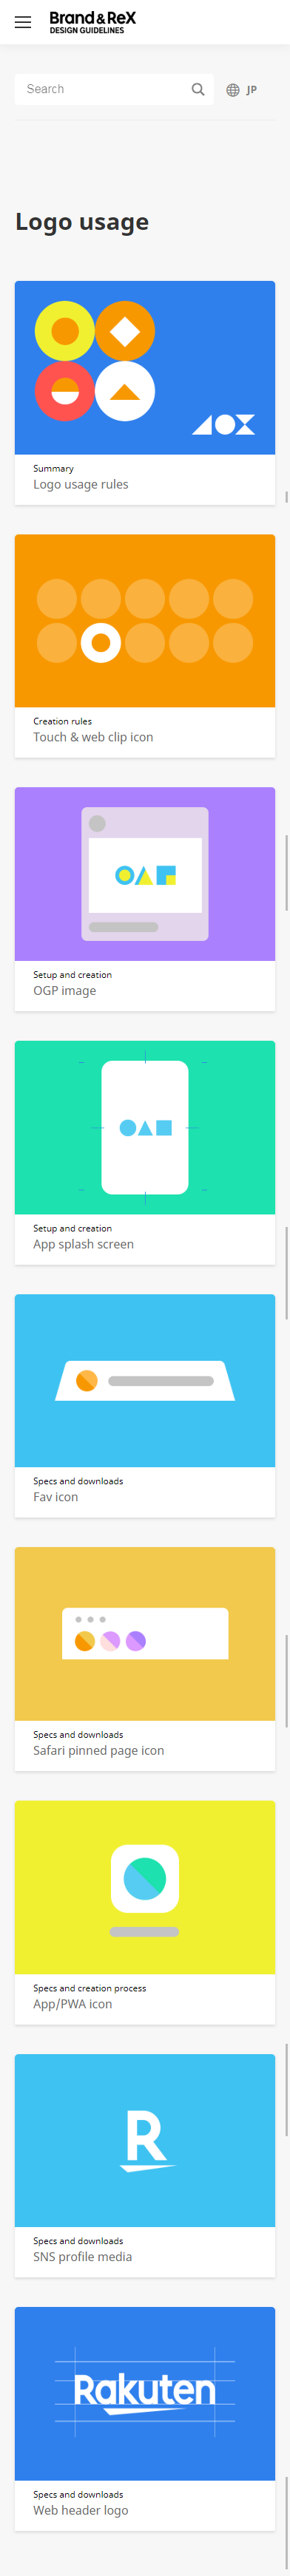 Brand & ReX
DESIGN GUIDELINES
Search
JP
Logo usage
Summary
Logo usage rules
Creation rules
Touch & web clip icon
Setup and creation
OGP image
Setup and creation
App splash screen
Specs and downloads
Fav icon
Specs and downloads
Safari pinned page icon
Specs and creation process
App/PWA icon
R
Specs and downloads
SNS profile media
Rakuten
Specs and downloads
Web header logo